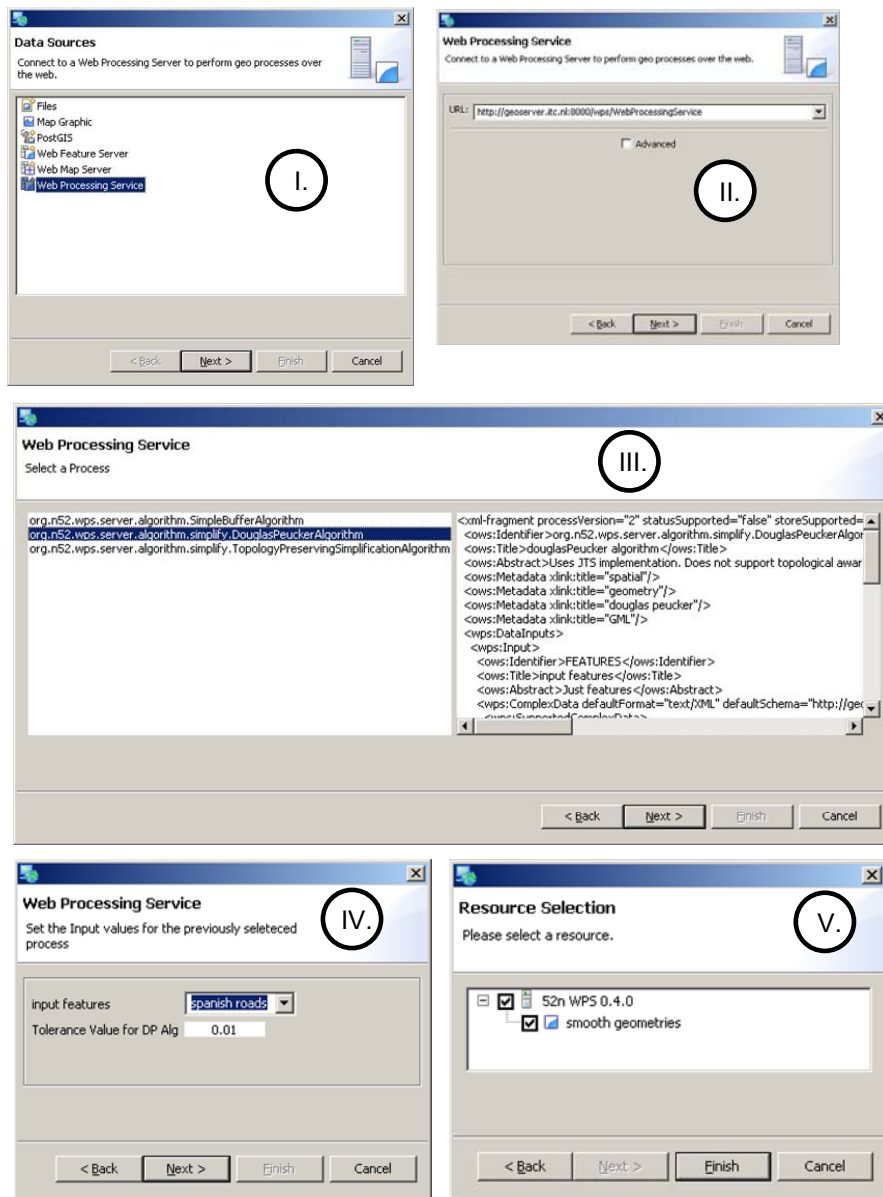 Data Sources
Connect to a Web Processing Server to perform geo processes over
the web.
Files
Map Graphic
PostGIS
Web Feature Server
Web Map Server
Web Processing Service
I.
< Back
Next >
Finish
Cancel
Web Processing Service
Connect to a Web Processing Server to perform geo processes over the web.
URL: http://geoserver.itc.nl:8080/wps/WebProcessingService
Advanced
II.
< Back
Next >
Finish
Cancel
Web Processing Service
Select a Process
III.
org.n52.wps.server.algorithm.SimpleBufferAlgorithm
org.n52.wps.server.algorithm.simplify.DouglasPeuckerAlgorithm
org.n52.wps.server.algorithm.simplify.TopologyPreservingSimplificationAlgorithm
<xml-fragment processVersion="2" statusSupported="false" storeSupported=
<ows:Identifier>org.n52.wps.server.algorithm.simplify.DouglasPeuckerAlgor
<ows:Title>douglasPeucker algorithm</ows:Title>
<ows:Abstract>Uses JTS implementation. Does not support topological awar
<ows:Metadata xlink:title="spatial"/>
<ows:Metadata xlink:title="geometry"/>
<ows:Metadata xlink:title="douglas peucker"/>
<ows:Metadata xlink:title="GML"/>
<wps:DataInputs>
<wps:Input>
<ows:Identifier>FEATURES</ows:Identifier>
<ows:Title>input features</ows:Title>
<ows:Abstract>Just features</ows:Abstract>
<wps:ComplexData defaultFormat="text/XML" defaultSchema="http://geo
<wps:SupportedComplexData>
< Back
Next >
Finish
Cancel
Web Processing Service
Set the Input values for the previously seleteced
process
IV.
input features
spanish roads
Tolerance Value for DP Alg
0.01
< Back
Next >
Finish
Cancel
Resource Selection
Please select a resource.
V.
52n WPS 0.4.0
smooth geometries
< Back
Next >
Finish
Cancel